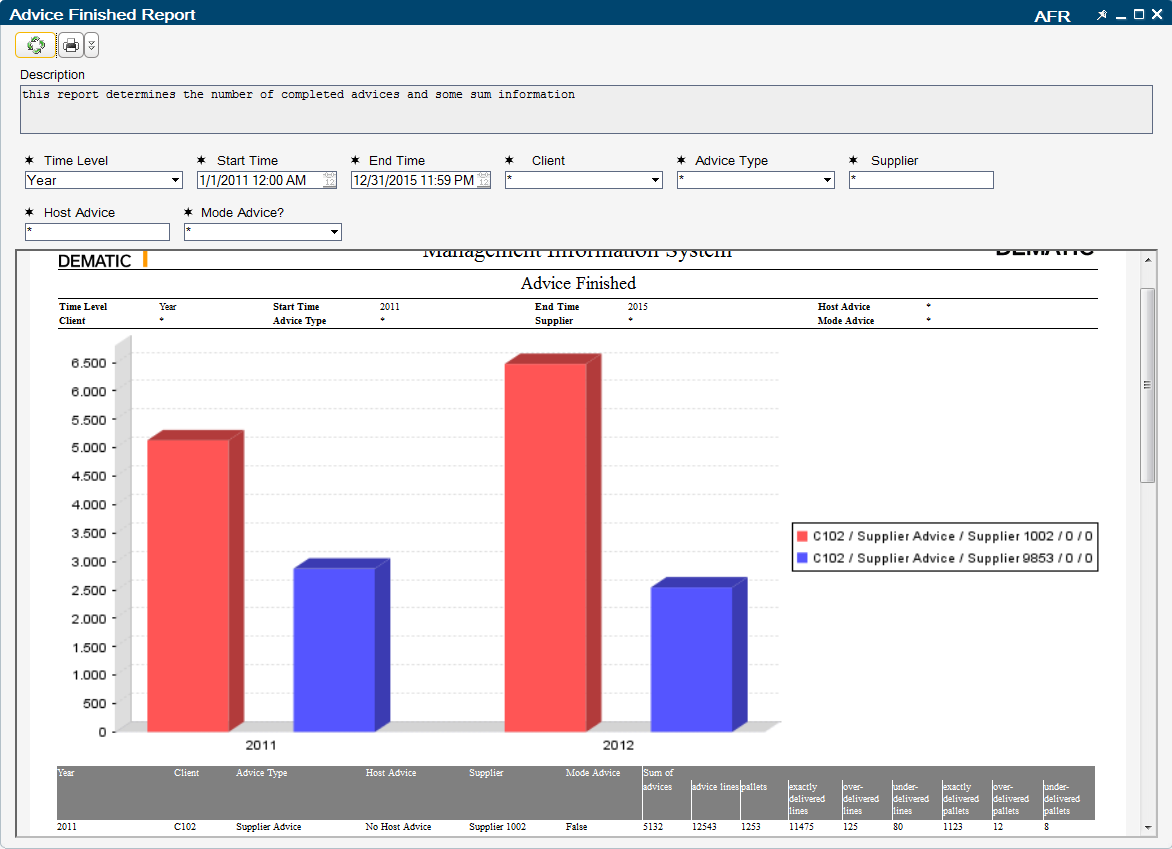 Advice Finished Report AFR
Description
this report determines the number of completed advices and some sum information
* Time Level * Start Time * End Time * Client * Advice Type * Supplier
Year 1/1/2011 12:00 AM 12 12/31/2015 11:59 PM 12 * * *
* Host Advice * Mode Advice?
* *
DEMATIC Management Information System DEMATIC
Advice Finished
Time Level Year Start Time 2011 End Time 2015 Host Advice *
Client * Advice Type * Supplier * Mode Advice *
6.500
6.000
5.500
5.000
4.500
4.000
3.500
3.000
2.500
2.000
1.500
1.000
500
0
2011 2012
C102 / Supplier Advice / Supplier 1002 / 0 / 0
C102 / Supplier Advice / Supplier 9853 / 0 / 0
Year Client Advice Type Host Advice Supplier Mode Advice Sum of
advices advice lines pallets exactly over- under- exactly over- under-
delivered delivered delivered delivered delivered delivered
lines lines lines pallets pallets pallets
2011 C102 Supplier Advice No Host Advice Supplier 1002 False 5132 12543 1253 11475 125 80 1123 12 8